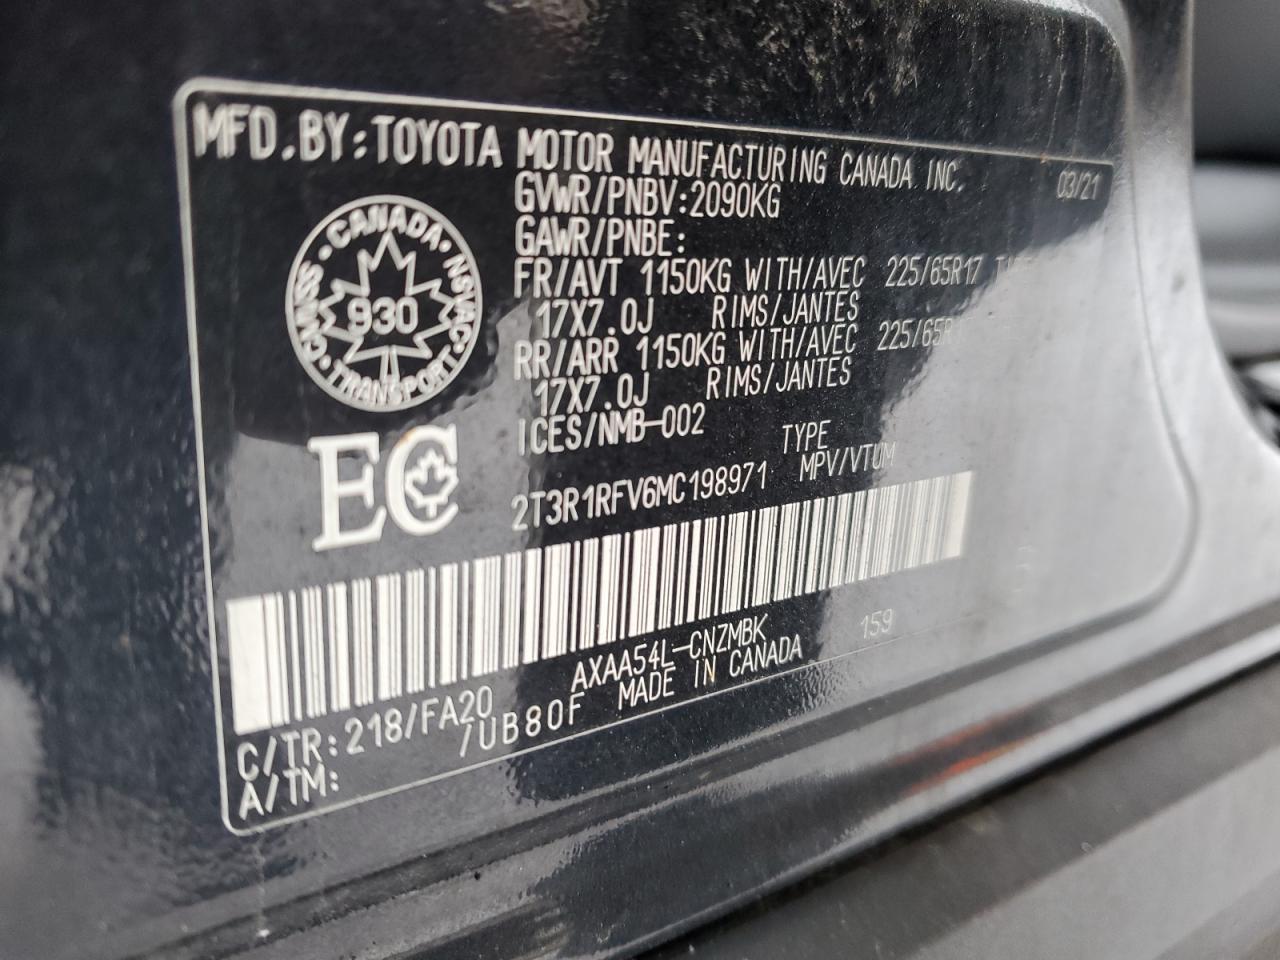 MFD.BY:TOYOTA MOTOR MANUFACTURING CANADA INC. 03/21
GVWR/PNBV:2090KG
GAWR/PNBE:
FR/AVT 1150KG WITH/AVEC 225/65R17
17X7.0J RIMS/JANTES
RR/ARR 1150KG WITH/AVEC
17X7.0J RIMS/JANTES
ICES/NMB-002
CANADA
CMVSS NSVAC
930
TRANSPORT
EC
TYPE
2T3R1RFV6MC198971 MPV/VTUM
AXAA54L-CNZMBK 159
C/TR:218/FA20 MADE IN CANADA
A/TM: /UB80F